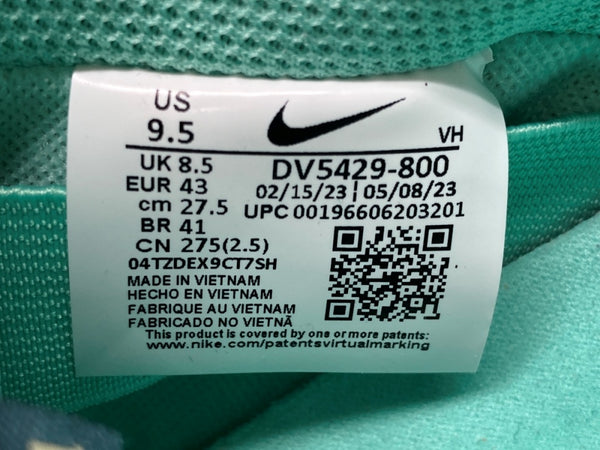 US
9.5
VH
UK 8.5
DV5429-800
EUR 43
02/15/23 | 05/08/23
cm 27.5
UPC 00196606203201
BR 41
CN 275(2.5)
04TZDEX9CT7SH
MADE IN VIETNAM
HECHO EN VIETNAM
FABRIQUE AU VIETNAM
FABRICADO NO VIETNÃ
This product is covered by one or more patents:
www.nike.com/patentsvirtualmarking